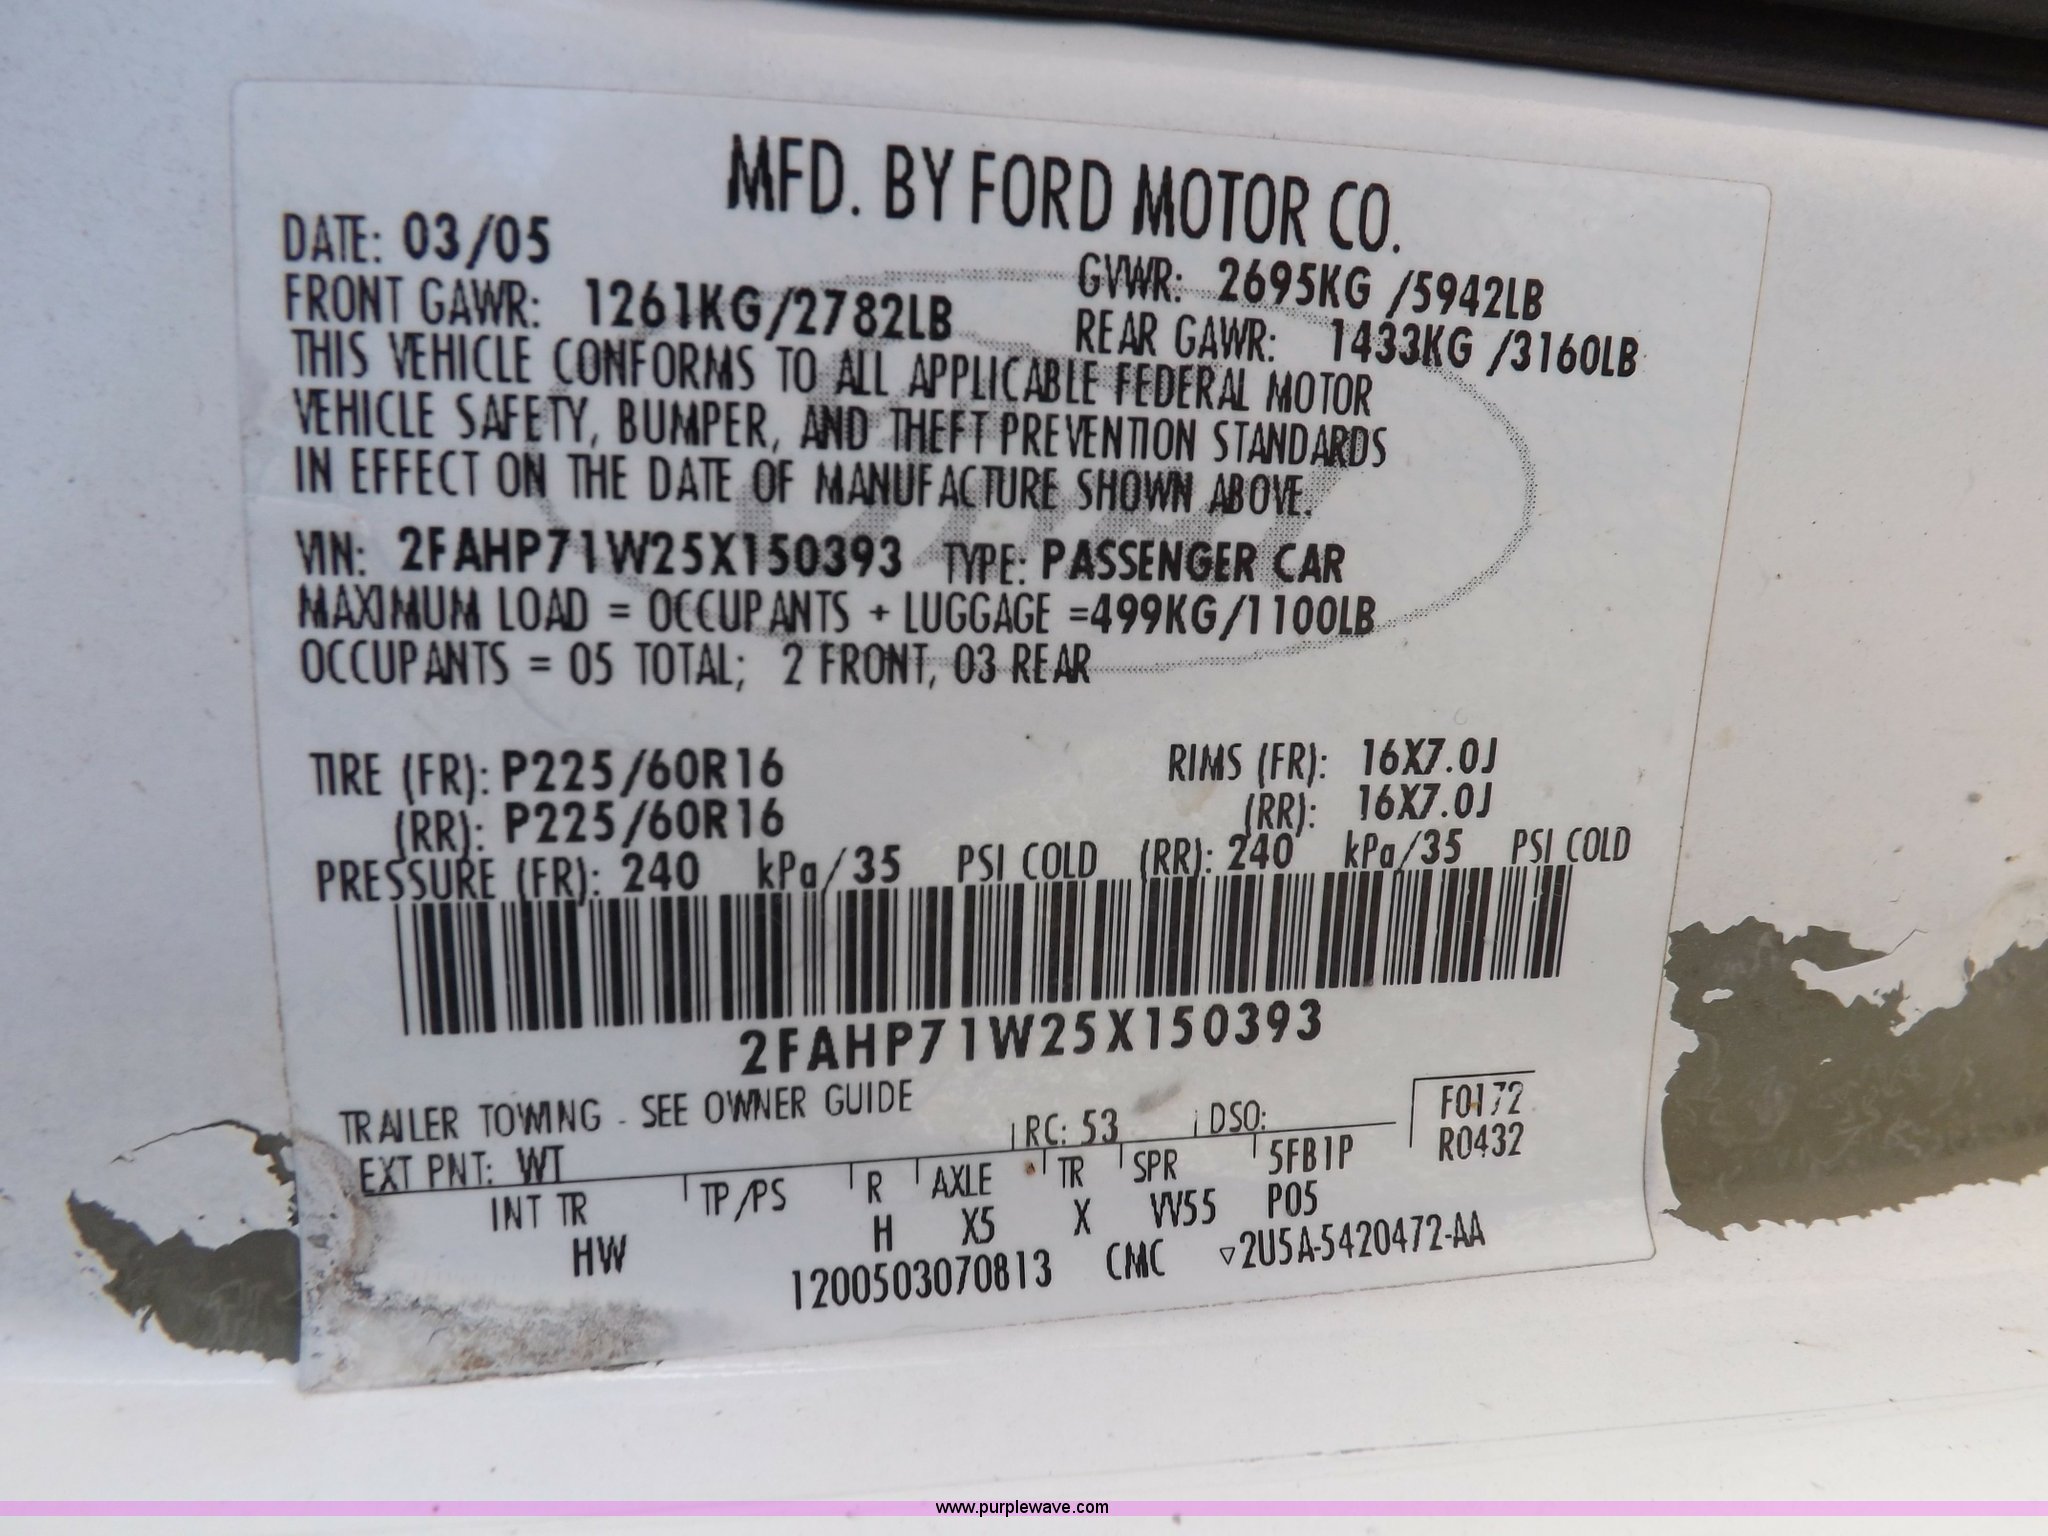 MFD. BY FORD MOTOR CO.
DATE: 03/05
GVWR: 2695KG /5942LB
FRONT GAWR: 1261KG/2782LB
REAR GAWR: 1433KG /3160LB
THIS VEHICLE CONFORMS TO ALL APPLICABLE FEDERAL MOTOR
VEHICLE SAFETY, BUMPER, AND THEFT PREVENTION STANDARDS
IN EFFECT ON THE DATE OF MANUFACTURE SHOWN ABOVE.
VIN: 2FAHP71W25X150393 TYPE: PASSENGER CAR
MAXIMUM LOAD = OCCUPANTS + LUGGAGE =499KG/1100LB
OCCUPANTS = 05 TOTAL; 2 FRONT, 03 REAR
TIRE (FR): P225/60R16 RIMS (FR): 16X7.0J
(RR): P225/60R16 (RR): 16X7.0J
PRESSURE (FR): 240 kPa/35 PSI COLD (RR): 240 kPa/35 PSI COLD
2FAHP71W25X150393
TRAILER TOWING - SEE OWNER GUIDE
EXT PNT: WT RC: 53 DSO: F0172
R0432
INT TR TP/PS R AXLE TR SPR 5FB1P
HW H X5 X VV55 P05
1200503070813 CMC ▽2U5A-5420472-AA
www.purplewave.com